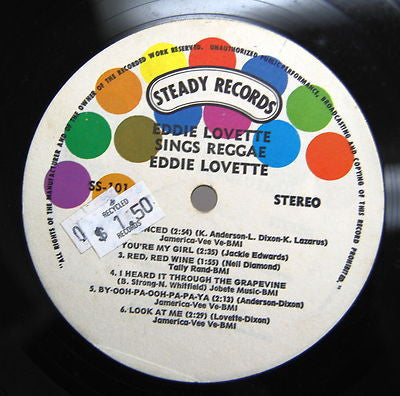 "ALL RIGHTS OF THE MANUFACTURER AND OF THE OWNER OF THE RECORDED WORK RESERVED. UNAUTHORIZED PUBLIC PERFORMANCE, BROADCASTING AND COPYING OF THIS RECORD PROHIBITED."
STEADY RECORDS
EDDIE LOVETTE
SINGS REGGAE
EDDIE LOVETTE
SS-101
STEREO
RECYCLED
$1.50
RECORDS
NCED (2:54) (K. Anderson-L. Dixon-K. Lazarus)
Jamerica-Vee Ve-BMI
YOU'RE MY GIRL (2:35) (Jackie Edwards)
3. RED, RED WINE (1:55) (Neil Diamond)
Tally Rand-BMI
4. I HEARD IT THROUGH THE GRAPEVINE
(B. Strong-N. Whitfield) Jobete Music-BMI
5. BY-OOH-PA-OOH-PA-PA-YA (2:13) (Anderson-Dixon)
Jamerica-Vee Ve-BMI
6. LOOK AT ME (2:29) (Lovette-Dixon)
Jamerica-Vee Ve-BMI